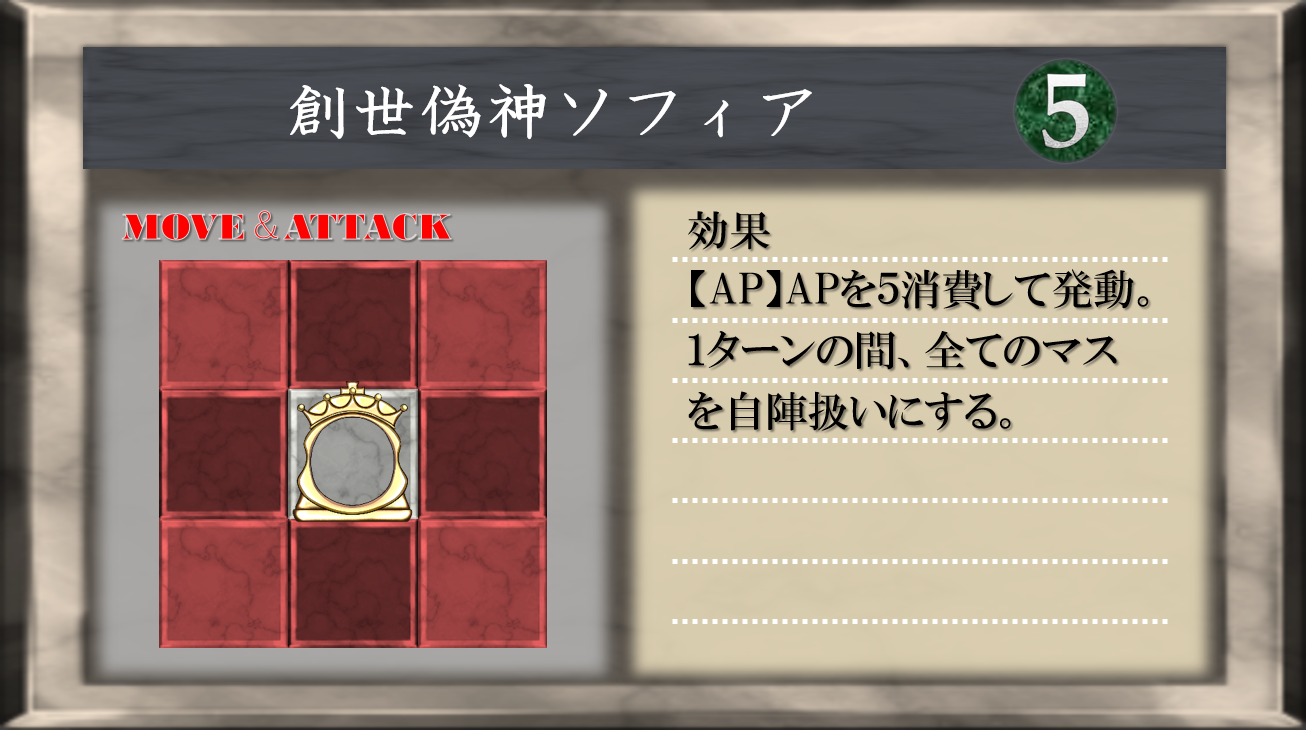 創世偽神ソフィア
5
MOVE & ATTACK
効果
【AP】APを5消費して発動。
1ターンの間、全てのマス
を自陣扱いにする。